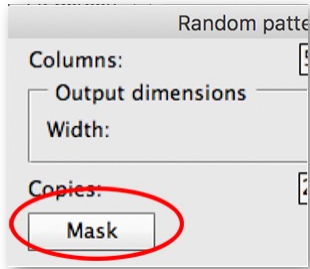 Random patte
Columns:
Output dimensions
Width:
Copies:
Mask